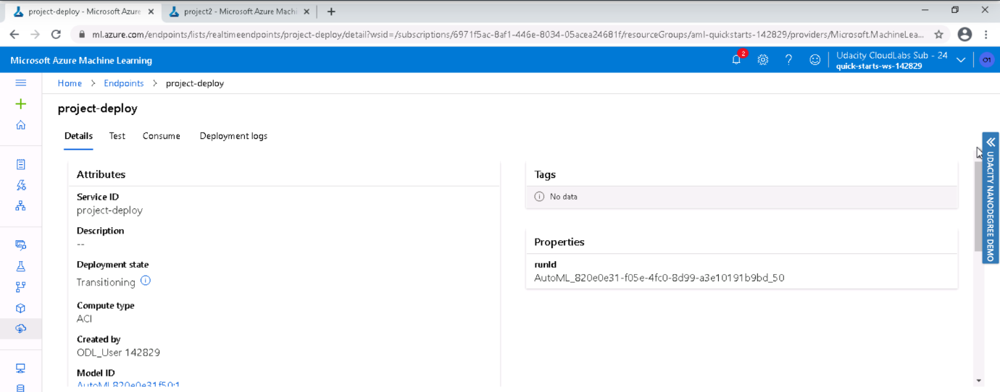 project-deploy - Microsoft Azure
project2 - Microsoft Azure Machi
ml.azure.com/endpoints/lists/realtimeendpoints/project-deploy/detail?wsid=/subscriptions/6971f5ac-8af1-446e-8034-05acea24681f/resourceGroups/aml-quickstarts-142829/providers/Microsoft.MachineLe...
Microsoft Azure Machine Learning
2
Udacity CloudLabs Sub - 24
quick-starts-ws-142829
O1
Home > Endpoints > project-deploy
project-deploy
Details Test Consume Deployment logs
Attributes
Service ID
project-deploy
Description
--
Deployment state
Transitioning
Compute type
ACI
Created by
ODL_User 142829
Model ID
AutoML820e0e31f50:1
Tags
No data
Properties
runId
AutoML_820e0e31-f05e-4fc0-8d99-a3e10191b9bd_50
UDACITY NANODEGREE DEMO